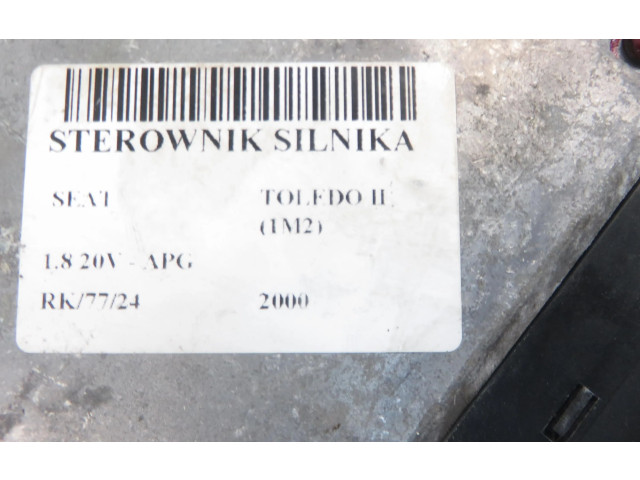 STEROWNIK SILNIKA
SEAT TOLEDO II
(1M2)
1.8 20V - APG
RK/77/24 2000